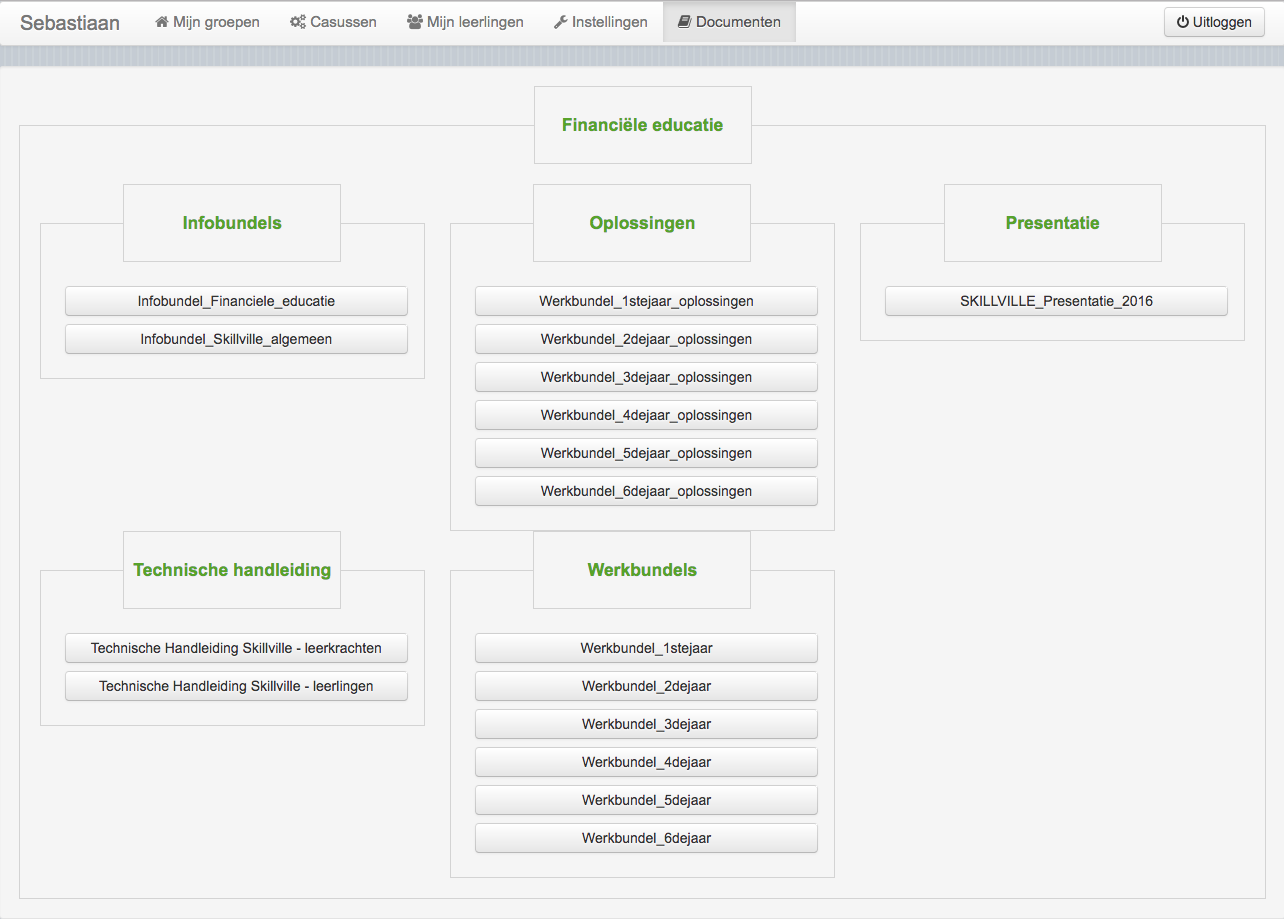 Sebastiaan
Mijn groepen
Casussen
Mijn leerlingen
Instellingen
Documenten
Uitloggen
Financiële educatie
Infobundels
Infobundel_Financiele_educatie
Infobundel_Skillville_algemeen
Oplossingen
Werkbundel_1stejaar_oplossingen
Werkbundel_2dejaar_oplossingen
Werkbundel_3dejaar_oplossingen
Werkbundel_4dejaar_oplossingen
Werkbundel_5dejaar_oplossingen
Werkbundel_6dejaar_oplossingen
Presentatie
SKILLVILLE_Presentatie_2016
Technische handleiding
Technische Handleiding Skillville - leerkrachten
Technische Handleiding Skillville - leerlingen
Werkbundels
Werkbundel_1stejaar
Werkbundel_2dejaar
Werkbundel_3dejaar
Werkbundel_4dejaar
Werkbundel_5dejaar
Werkbundel_6dejaar